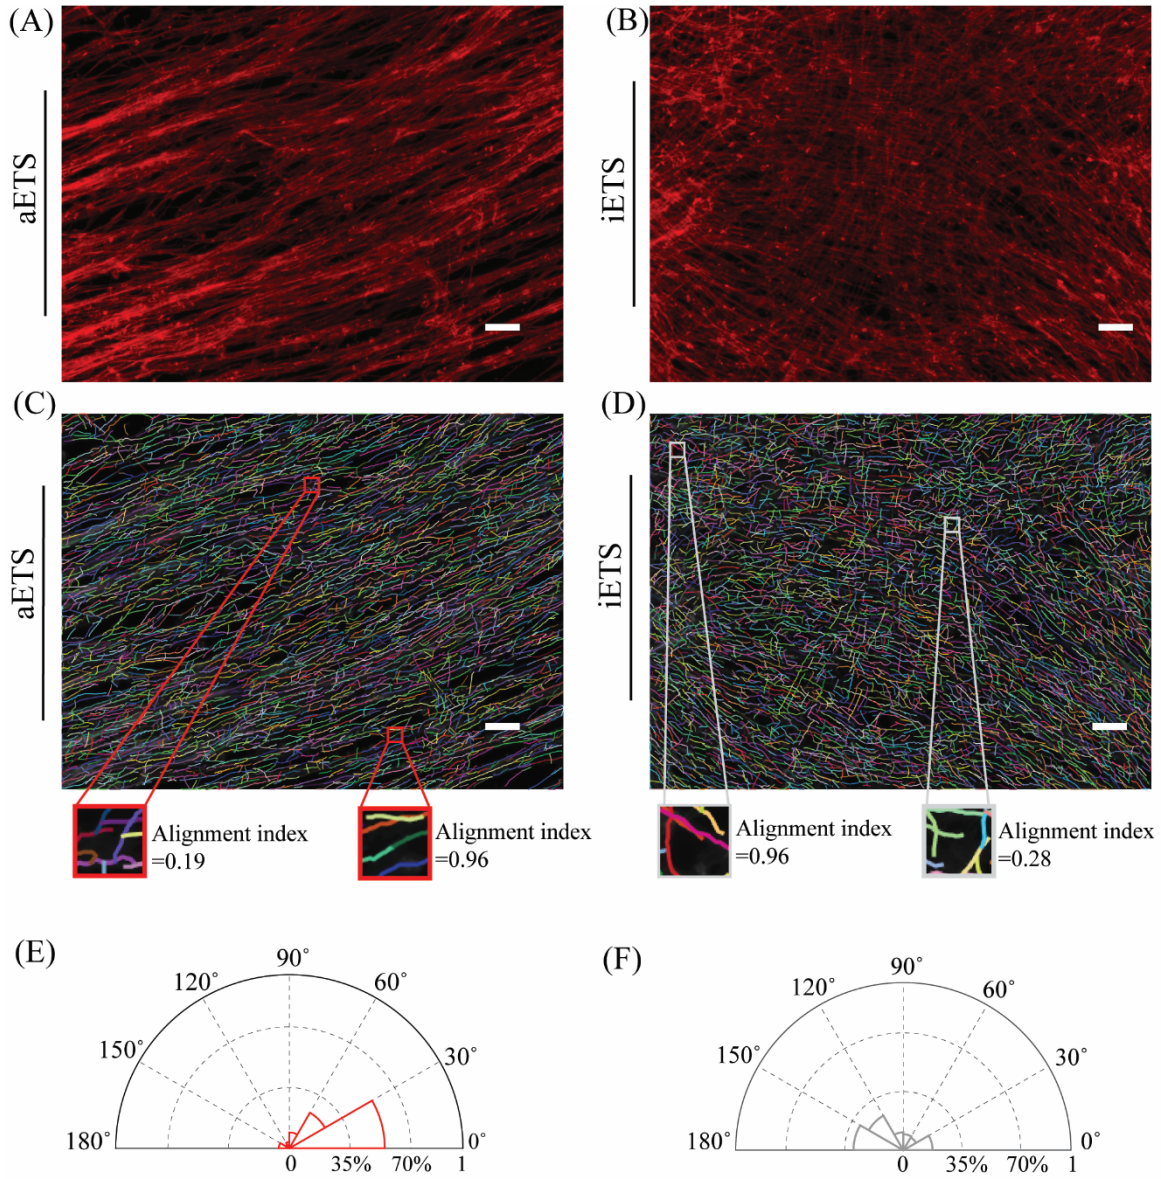 (A)
(B)
aETS
iETS
(C)
(D)
aETS
iETS
Alignment index
=0.19
Alignment index
=0.96
Alignment index
=0.96
Alignment index
=0.28
(E)
90°
120°
60°
150°
30°
180°
0°
0 35% 70% 1
(F)
90°
120°
60°
150°
30°
180°
0°
0 35% 70% 1